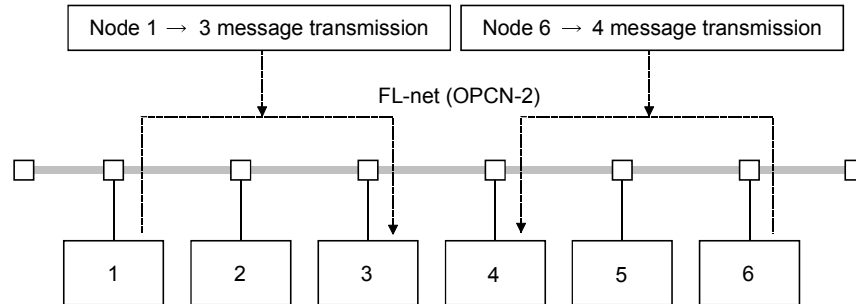 Node 1 → 3 message transmission
Node 6 → 4 message transmission
FL-net (OPCN-2)
1
2
3
4
5
6